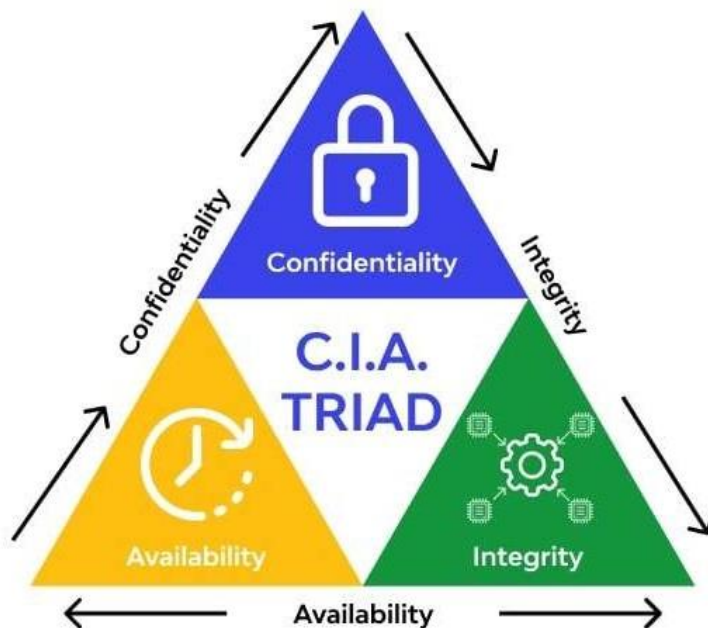 Confidentiality
Confidentiality
Integrity
C.I.A.
TRIAD
Availability
Integrity
Availability